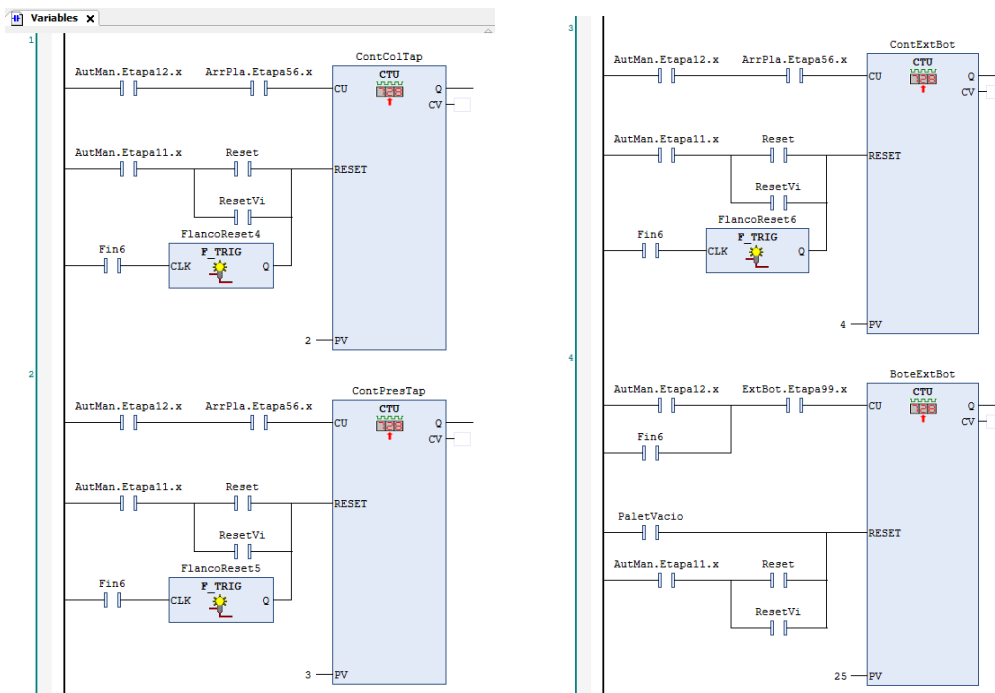 Variables
1
ContColTap
AutMan.Etapa12.x ArrPla.Etapa56.x
CTU
CU Q
CV
AutMan.Etapa11.x Reset
RESET
ResetVi
FlancoReset4
Fin6
F_TRIG
CLK Q
2 PV
2
ContPresTap
AutMan.Etapa12.x ArrPla.Etapa56.x
CTU
CU Q
CV
AutMan.Etapa11.x Reset
RESET
ResetVi
FlancoReset5
Fin6
F_TRIG
CLK Q
3 PV
3
ContExtBot
AutMan.Etapa12.x ArrPla.Etapa56.x
CTU
CU Q
CV
AutMan.Etapa11.x Reset
RESET
ResetVi
FlancoReset6
Fin6
F_TRIG
CLK Q
4 PV
4
BoteExtBot
AutMan.Etapa12.x ExtBot.Etapa99.x
CTU
CU Q
CV
Fin6
PaletVacio
RESET
AutMan.Etapa11.x Reset
ResetVi
25 PV